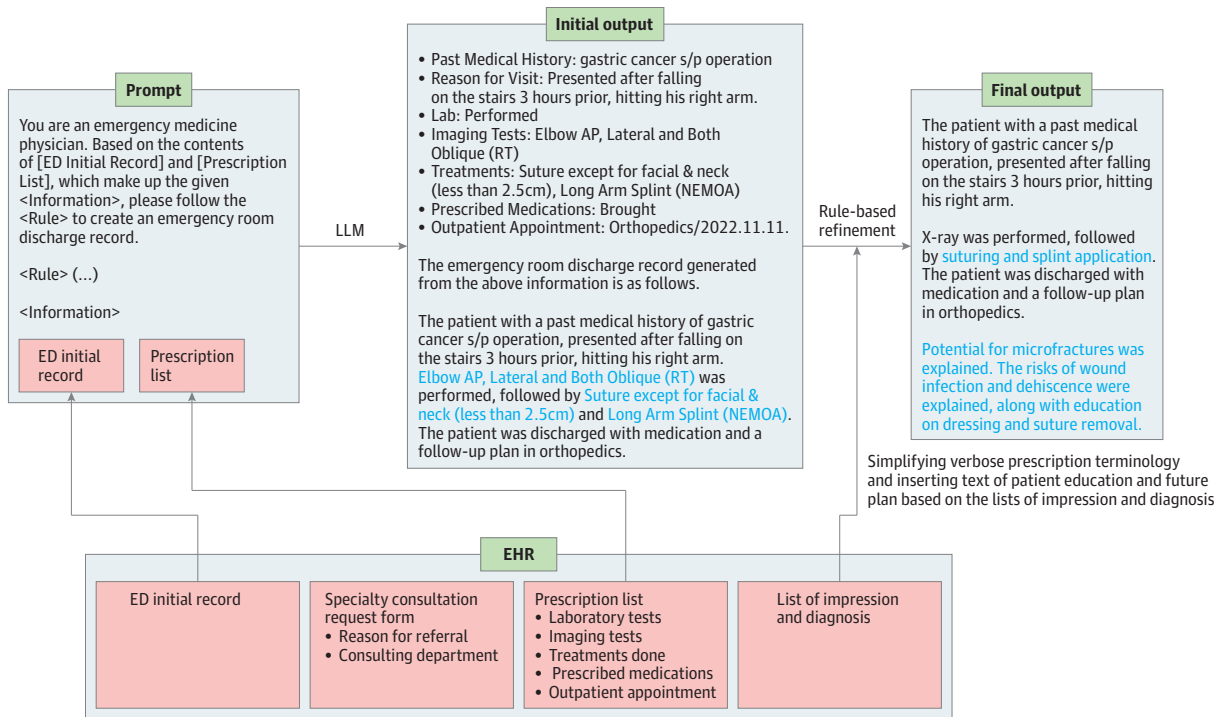 Prompt
You are an emergency medicine
physician. Based on the contents
of [ED Initial Record] and [Prescription
List], which make up the given
<Information>, please follow the
<Rule> to create an emergency room
discharge record.
<Rule> (...)
<Information>
ED initial
record
Prescription
list
LLM
Initial output
• Past Medical History: gastric cancer s/p operation
• Reason for Visit: Presented after falling
on the stairs 3 hours prior, hitting his right arm.
• Lab: Performed
• Imaging Tests: Elbow AP, Lateral and Both
Oblique (RT)
• Treatments: Suture except for facial & neck
(less than 2.5cm), Long Arm Splint (NEMOA)
• Prescribed Medications: Brought
• Outpatient Appointment: Orthopedics/2022.11.11.
The emergency room discharge record generated
from the above information is as follows.
The patient with a past medical history of gastric
cancer s/p operation, presented after falling on
the stairs 3 hours prior, hitting his right arm.
Elbow AP, Lateral and Both Oblique (RT) was
performed, followed by Suture except for facial &
neck (less than 2.5cm) and Long Arm Splint (NEMOA).
The patient was discharged with medication and a
follow-up plan in orthopedics.
Rule-based
refinement
Final output
The patient with a past medical
history of gastric cancer s/p
operation, presented after falling
on the stairs 3 hours prior, hitting
his right arm.
X-ray was performed, followed
by suturing and splint application.
The patient was discharged with
medication and a follow-up plan
in orthopedics.
Potential for microfractures was
explained. The risks of wound
infection and dehiscence were
explained, along with education
on dressing and suture removal.
Simplifying verbose prescription terminology
and inserting text of patient education and future
plan based on the lists of impression and diagnosis
EHR
ED initial record
Specialty consultation
request form
• Reason for referral
• Consulting department
Prescription list
• Laboratory tests
• Imaging tests
• Treatments done
• Prescribed medications
• Outpatient appointment
List of impression
and diagnosis